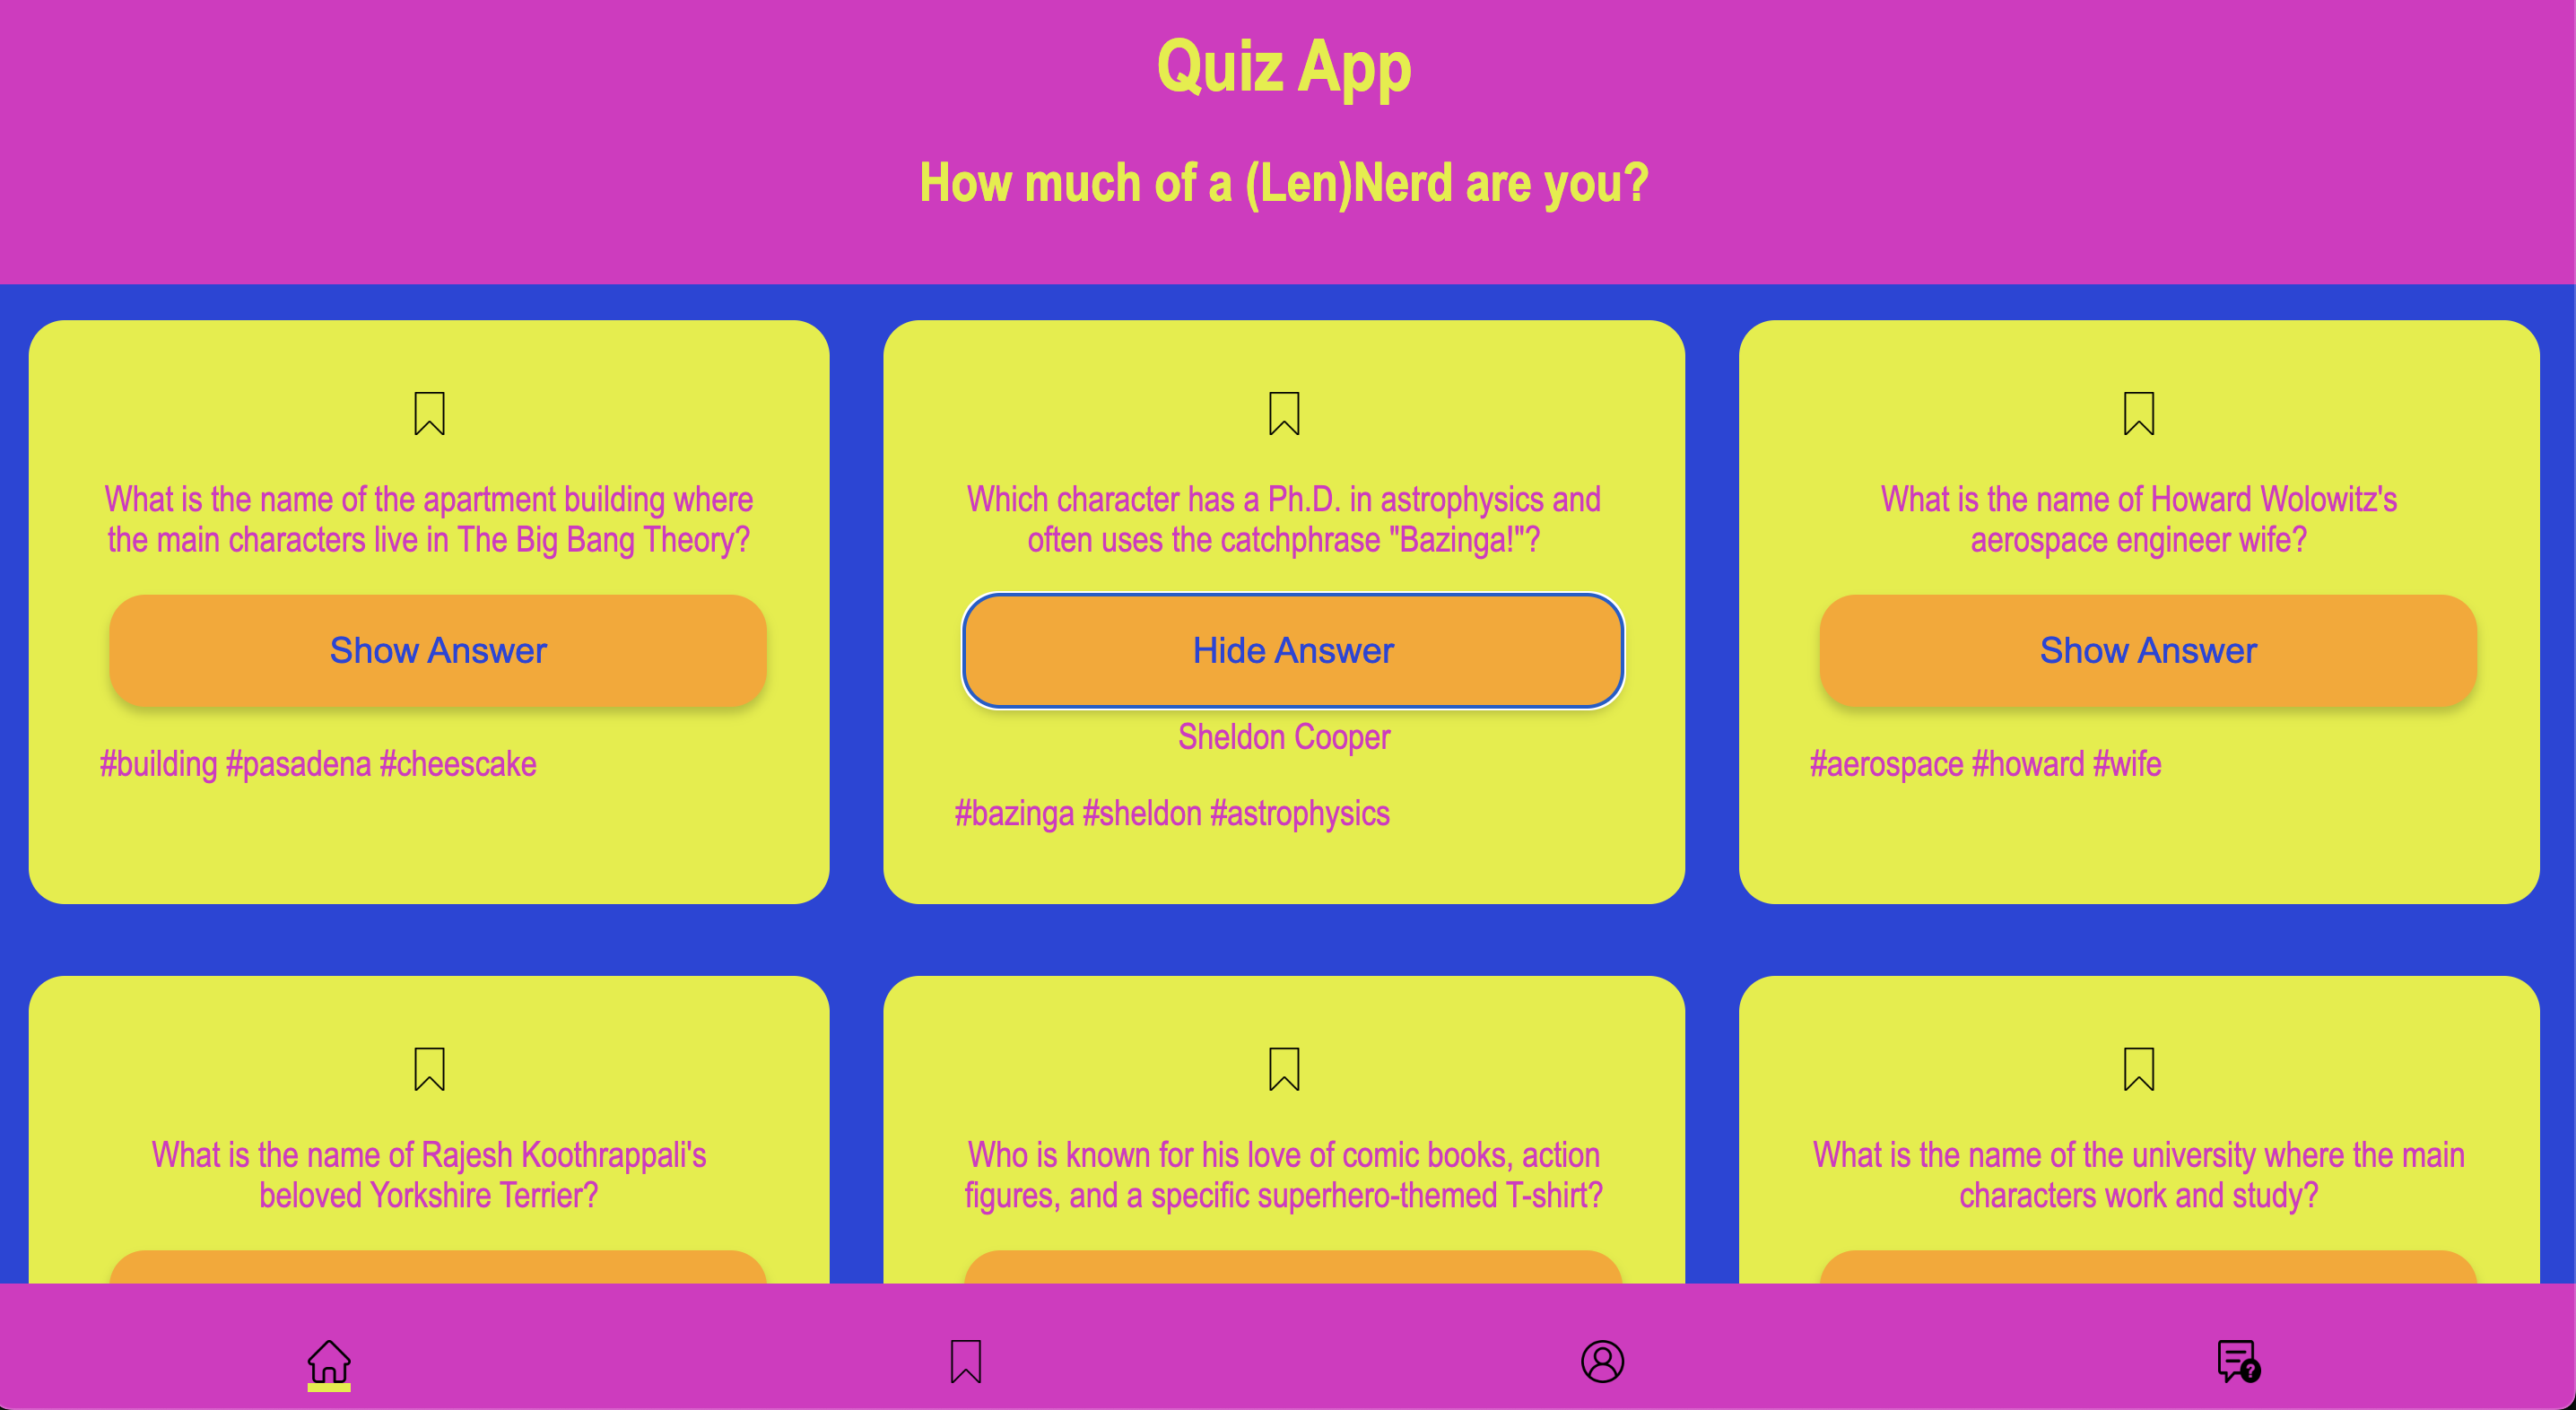 Quiz App
How much of a (Len)Nerd are you?
What is the name of the apartment building where
the main characters live in The Big Bang Theory?
Show Answer
#building #pasadena #cheescake
Which character has a Ph.D. in astrophysics and
often uses the catchphrase "Bazinga!"?
Hide Answer
Sheldon Cooper
#bazinga #sheldon #astrophysics
What is the name of Howard Wolowitz's
aerospace engineer wife?
Show Answer
#aerospace #howard #wife
What is the name of Rajesh Koothrappali's
beloved Yorkshire Terrier?
Who is known for his love of comic books, action
figures, and a specific superhero-themed T-shirt?
What is the name of the university where the main
characters work and study?